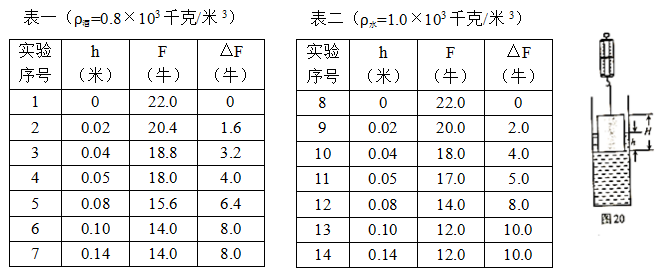 表一（ρ酒=0.8×10³千克/米³）
实验序号 h（米） F（牛） △F（牛）
1 0 22.0 0
2 0.02 20.4 1.6
3 0.04 18.8 3.2
4 0.05 18.0 4.0
5 0.08 15.6 6.4
6 0.10 14.0 8.0
7 0.14 14.0 8.0
表二（ρ水=1.0×10³千克/米³）
实验序号 h（米） F（牛） △F（牛）
8 0 22.0 0
9 0.02 20.0 2.0
10 0.04 18.0 4.0
11 0.05 17.0 5.0
12 0.08 14.0 8.0
13 0.10 12.0 10.0
14 0.14 12.0 10.0
H
h
图20